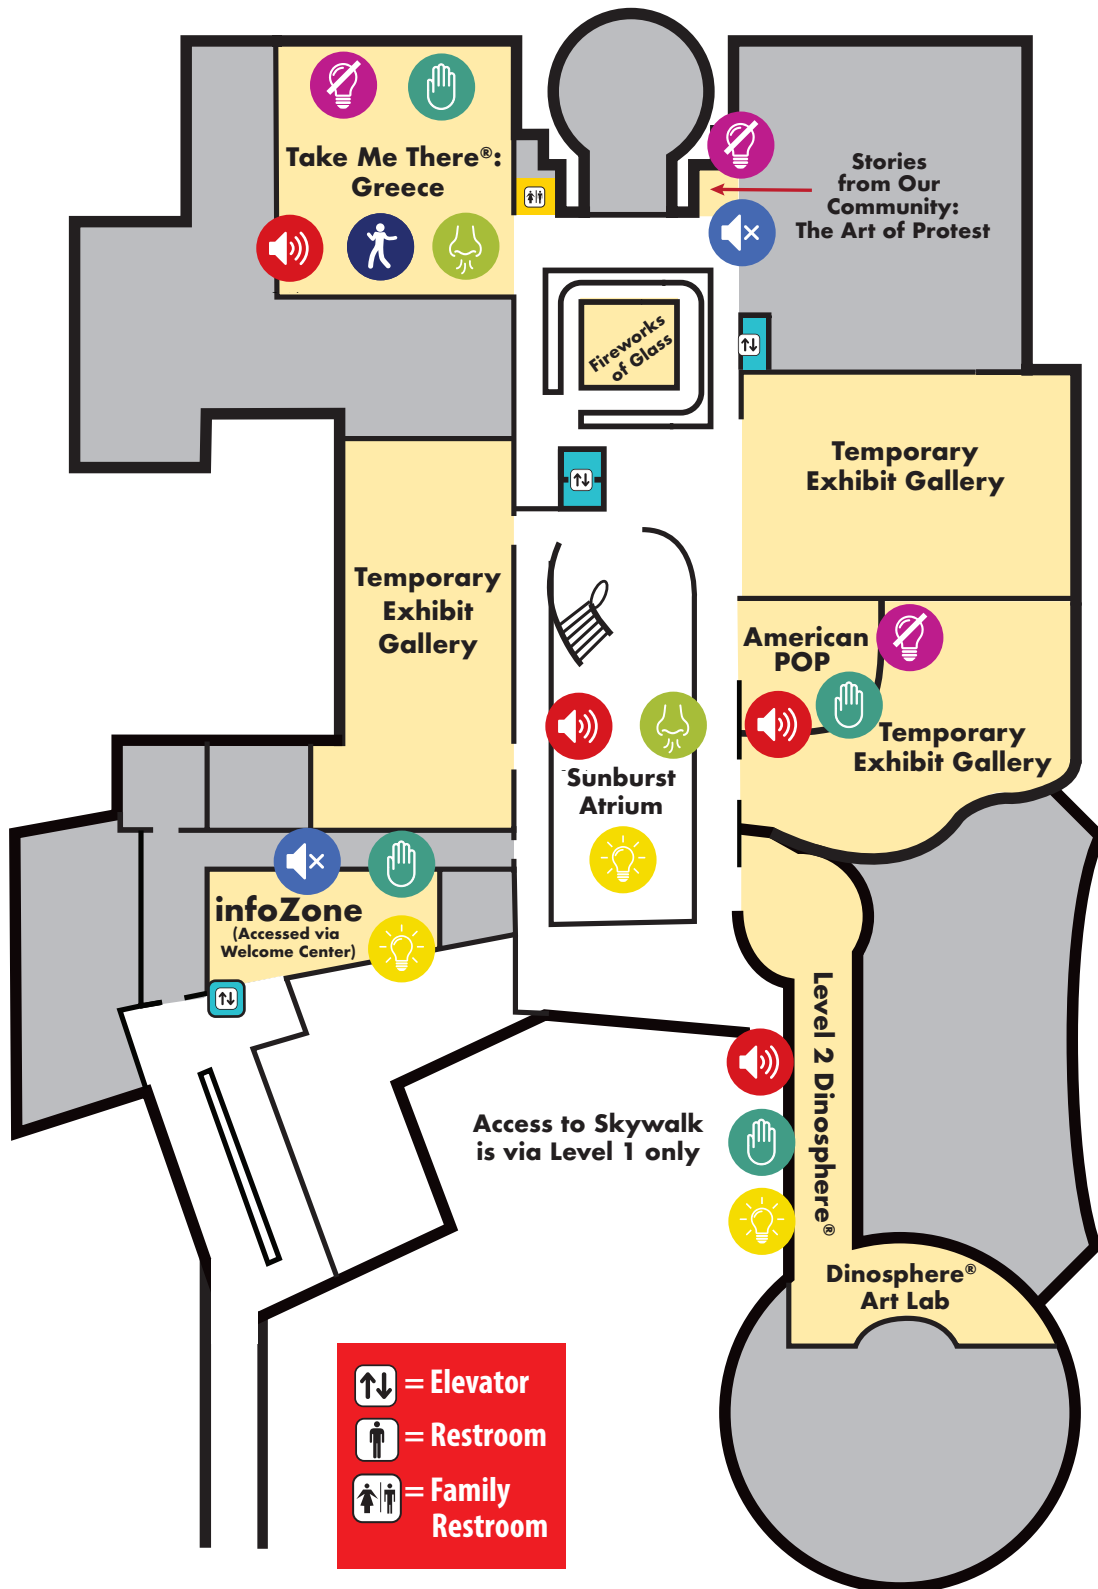 Take Me There®:
Greece
Stories
from Our
Community:
The Art of Protest
Fireworks
of Glass
Temporary
Exhibit Gallery
Temporary
Exhibit
Gallery
American
POP
Temporary
Exhibit Gallery
Sunburst
Atrium
infoZone
(Accessed via
Welcome Center)
Level 2 Dinosphere®
Access to Skywalk
is via Level 1 only
Dinosphere®
Art Lab
= Elevator
= Restroom
= Family
Restroom